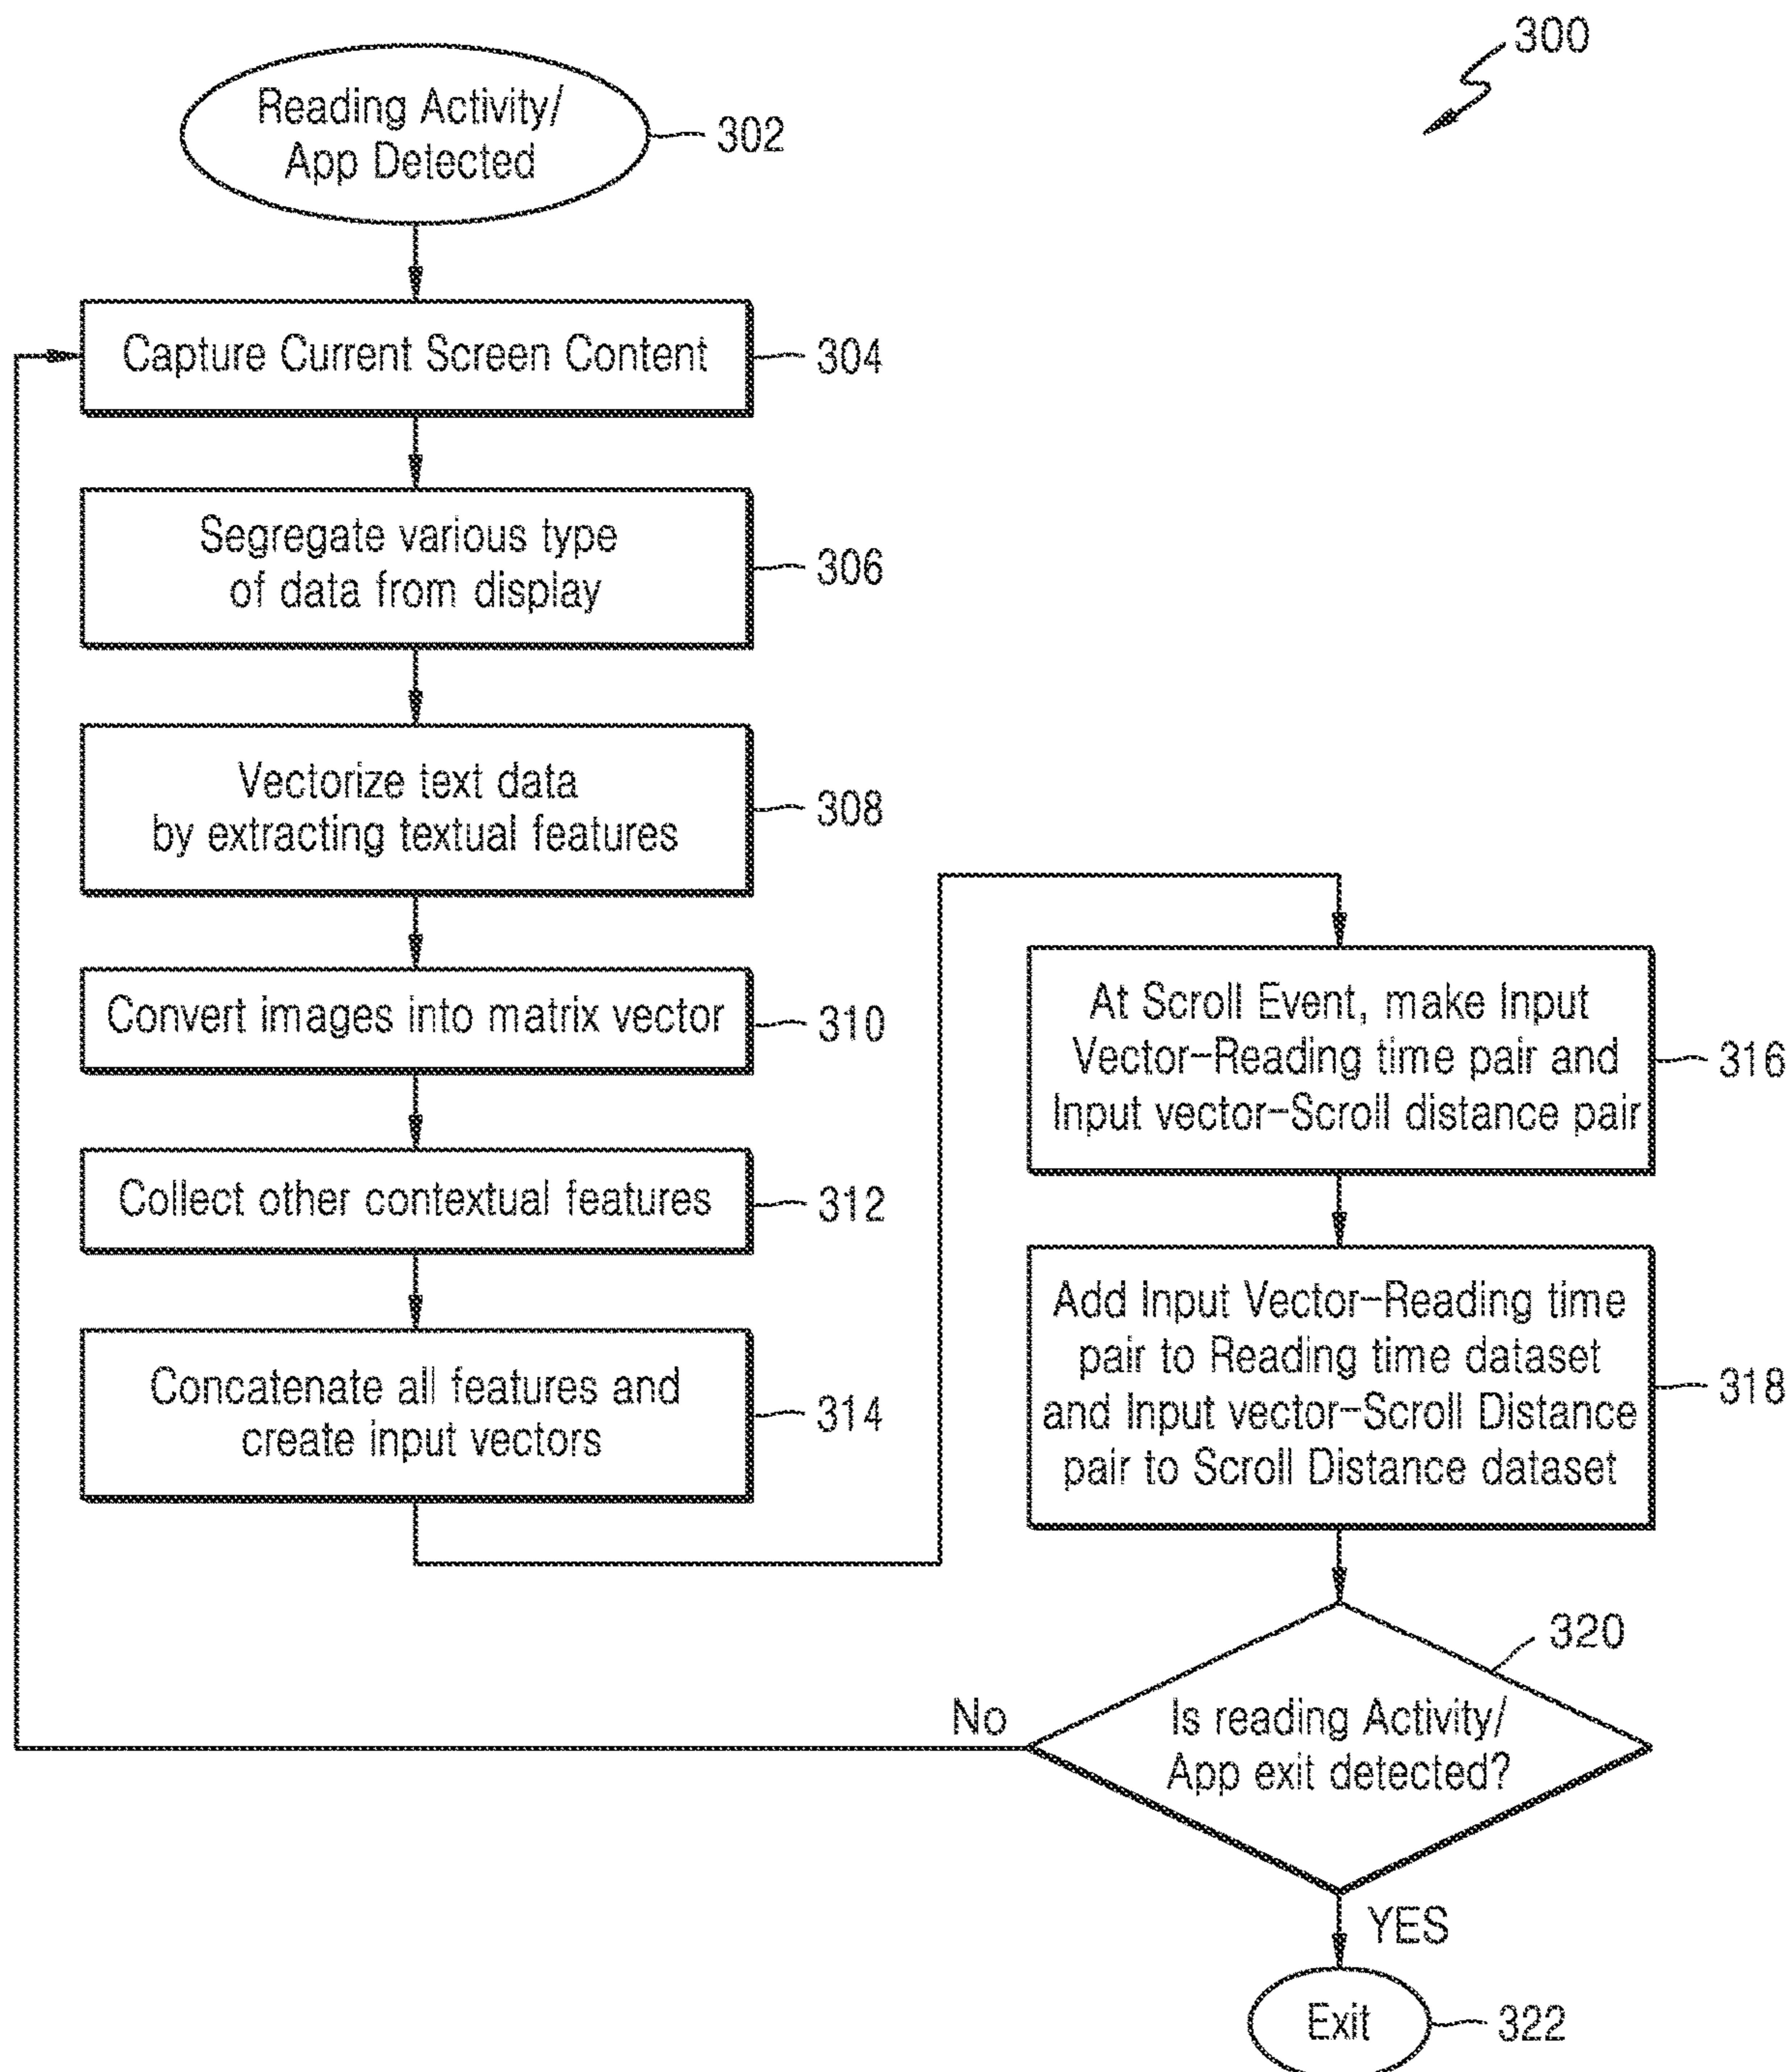 300
Reading Activity/
App Detected
302
Capture Current Screen Content
304
Segregate various type
of data from display
306
Vectorize text data
by extracting textual features
308
Convert images into matrix vector
310
Collect other contextual features
312
Concatenate all features and
create input vectors
314
At Scroll Event, make Input
Vector-Reading time pair and
Input vector-Scroll distance pair
316
Add Input Vector-Reading time
pair to Reading time dataset
and Input vector-Scroll Distance
pair to Scroll Distance dataset
318
320
Is reading Activity/
App exit detected?
No
YES
Exit
322